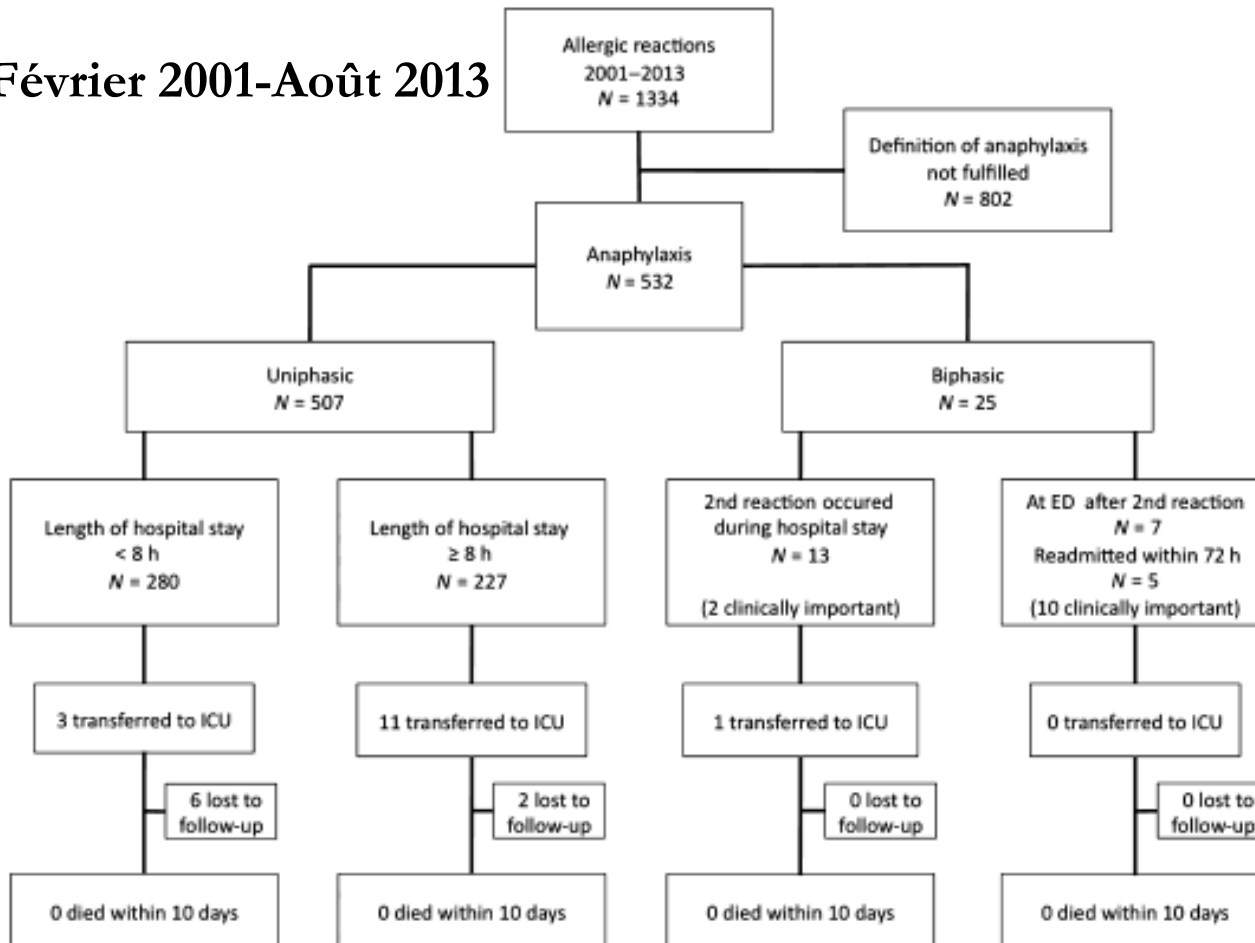 Février 2001-Août 2013
Allergic reactions
2001–2013
N = 1334
Definition of anaphylaxis
not fulfilled
N = 802
Anaphylaxis
N = 532
Uniphasic
N = 507
Biphasic
N = 25
Length of hospital stay
< 8 h
N = 280
Length of hospital stay
≥ 8 h
N = 227
2nd reaction occured
during hospital stay
N = 13
(2 clinically important)
At ED after 2nd reaction
N = 7
Readmitted within 72 h
N = 5
(10 clinically important)
3 transferred to ICU
11 transferred to ICU
1 transferred to ICU
0 transferred to ICU
6 lost to
follow-up
2 lost to
follow-up
0 lost to
follow-up
0 lost to
follow-up
0 died within 10 days
0 died within 10 days
0 died within 10 days
0 died within 10 days